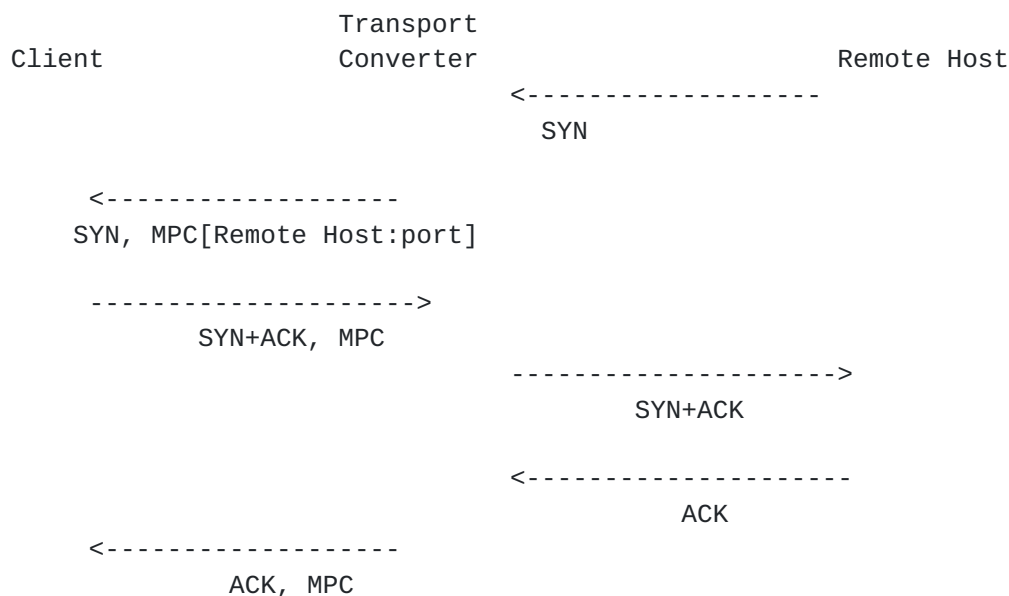 Transport
Client Converter Remote Host
<-------------------
SYN
<-------------------
SYN, MPC[Remote Host:port]
--------------------->
SYN+ACK, MPC
--------------------->
SYN+ACK
<---------------------
ACK
<-------------------
ACK, MPC